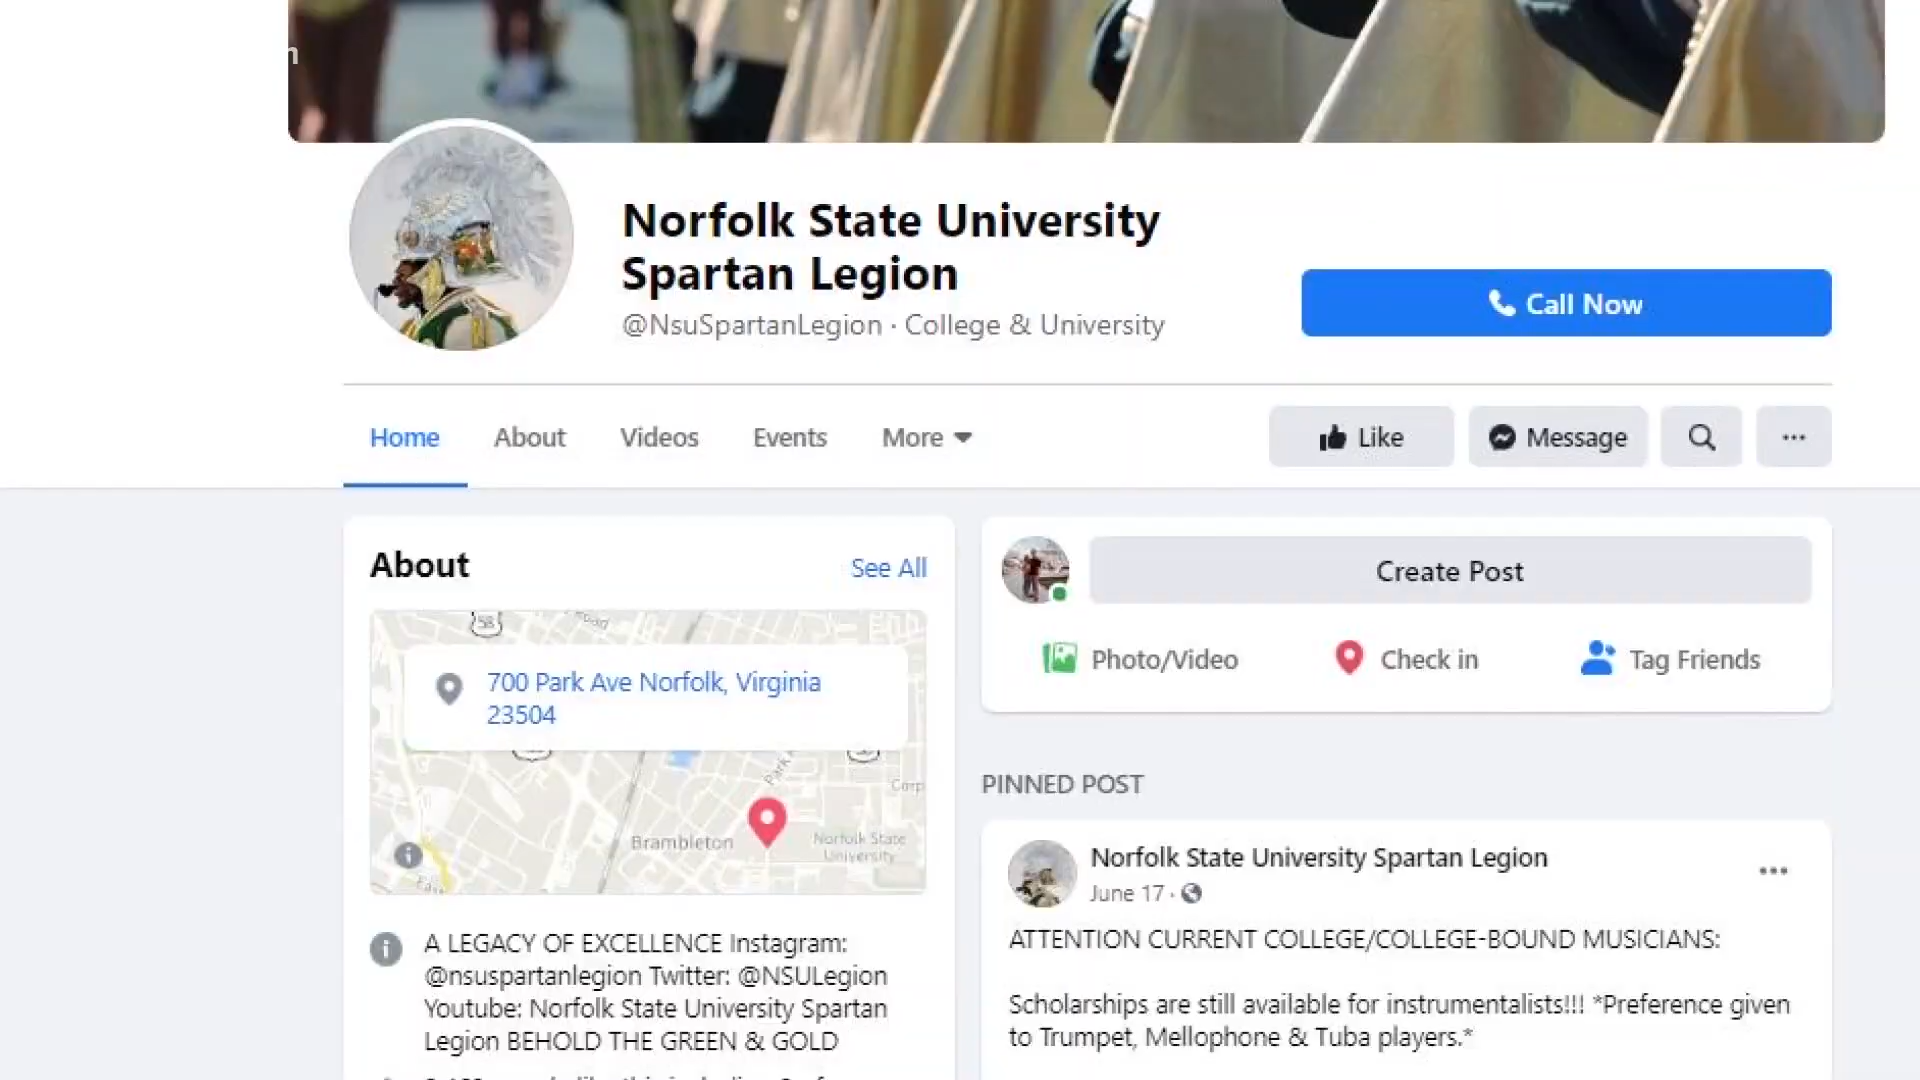 Norfolk State University
Spartan Legion
@NsuSpartanLegion · College & University
Call Now
Home
About
Videos
Events
More
Like
Message
About
See All
58
700 Park Ave Norfolk, Virginia
23504
Park
Corp
Brambleton
Norfolk State
University
East
A LEGACY OF EXCELLENCE Instagram:
@nsuspartanlegion Twitter: @NSULegion
Youtube: Norfolk State University Spartan
Legion BEHOLD THE GREEN & GOLD
Create Post
Photo/Video
Check in
Tag Friends
PINNED POST
Norfolk State University Spartan Legion
June 17 ·
ATTENTION CURRENT COLLEGE/COLLEGE-BOUND MUSICIANS:
Scholarships are still available for instrumentalists!!! *Preference given
to Trumpet, Mellophone & Tuba players.*